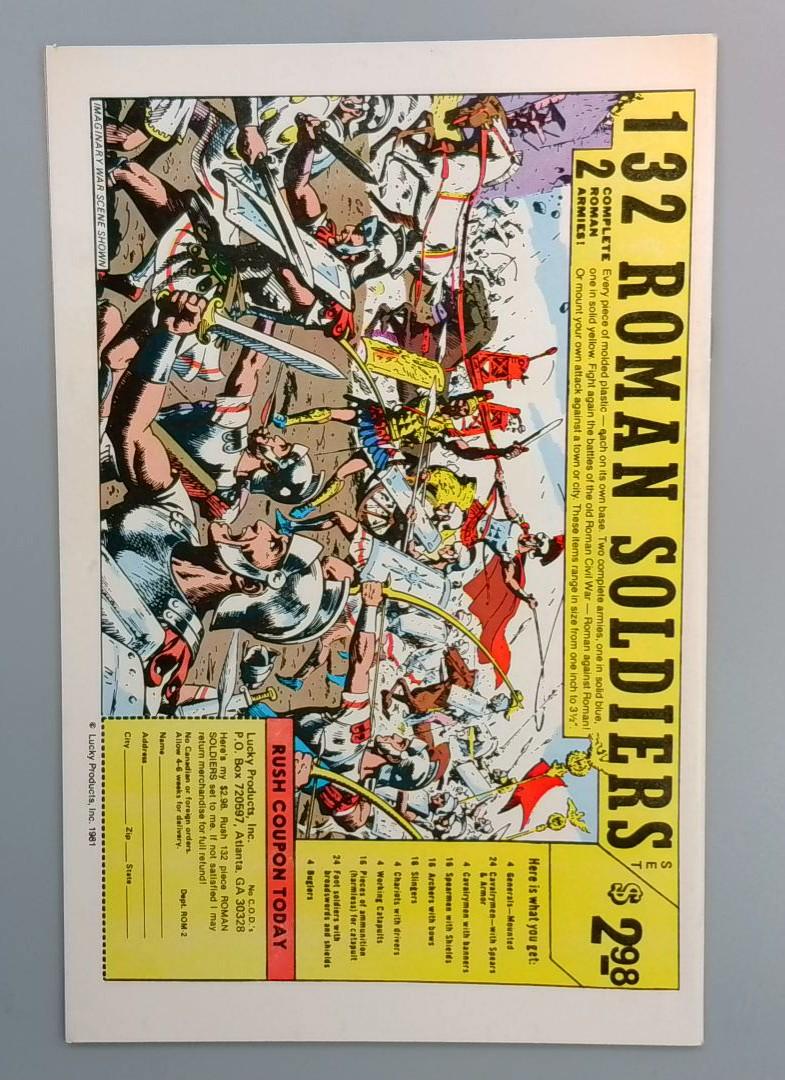 132 ROMAN SOLDIERS
SET
$2.98
2 COMPLETE
ROMAN
ARMIES!
Every piece of molded plastic — each on its own base. Two complete armies, one in solid blue,
one in solid yellow. Fight again the battles of the old Roman Civil War — Roman against Roman!
Or mount your own attack against a town or city. These items range in size from one inch to 3½"
Here is what you get:
4 Generals—Mounted
24 Cavalrymen—with Spears
& Armor
4 Cavalrymen with banners
16 Spearmen with Shields
16 Archers with bows
16 Slingers
4 Chariots with drivers
4 Working Catapults
16 Pieces of ammunition
(harmless) for catapult
24 Foot soldiers with
broadswords and shields
4 Buglers
RUSH COUPON TODAY
Lucky Products, Inc. No C.O.D.'s
P.O. Box 720597, Atlanta, GA 30328
Here's my $2.98. Rush 132 piece ROMAN
SOLDIERS set to me. If not satisfied I may
return merchandise for full refund!
No Canadian or foreign orders.
Allow 4-6 weeks for delivery. Dept. ROM-2
Name
Address
City Zip State
IMAGINARY WAR SCENE SHOWN
© Lucky Products, Inc. 1981